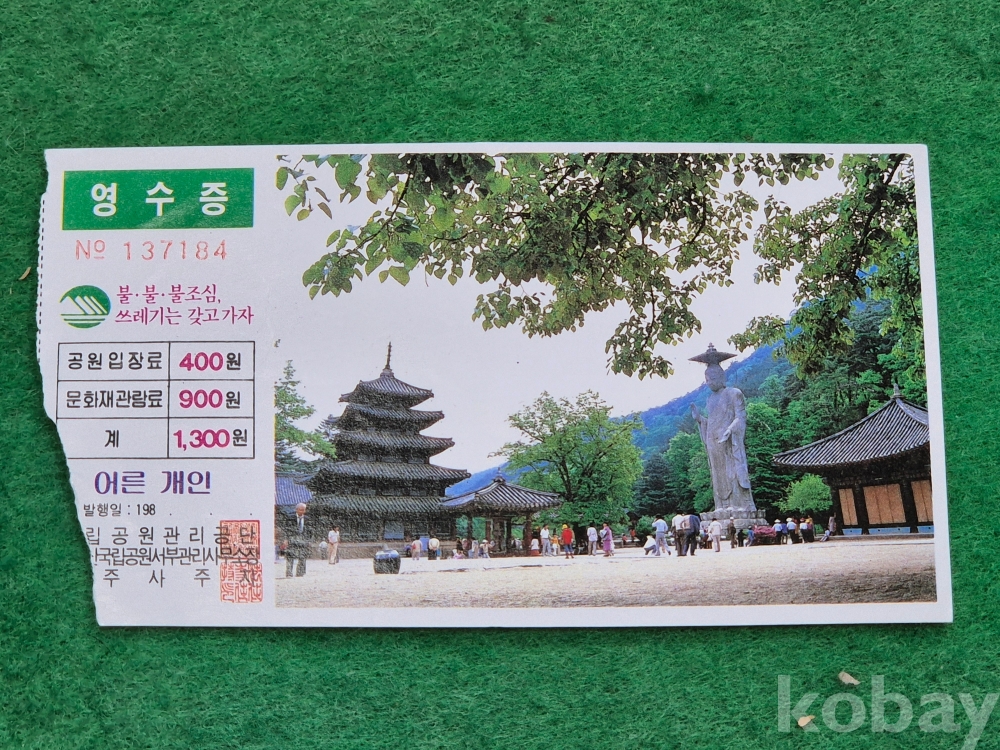 영수증
№ 137184
불·불·불조심,
쓰레기는 갖고 가자
공원입장료 400원
문화재관람료 900원
계 1,300원
어른 개인
발행일 : 198 . . .
립공원관리공단
국립공원서부관리사무소장
주 사 주 지
kobay